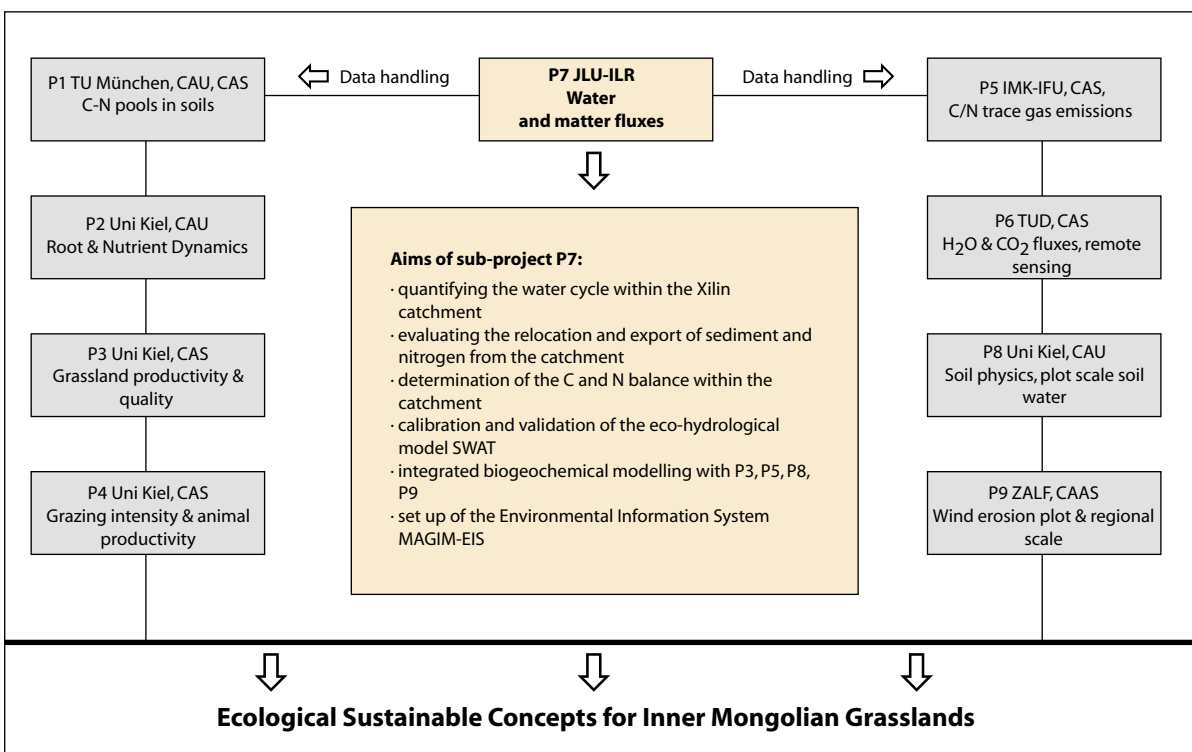 P1 TU München, CAU, CAS
C-N pools in soils
Data handling
P7 JLU-ILR
Water
and matter fluxes
Data handling
P5 IMK-IFU, CAS,
C/N trace gas emissions
P2 Uni Kiel, CAU
Root & Nutrient Dynamics
P3 Uni Kiel, CAS
Grassland productivity &
quality
P4 Uni Kiel, CAS
Grazing intensity & animal
productivity
Aims of sub-project P7:
· quantifying the water cycle within the Xilin
catchment
· evaluating the relocation and export of sediment and
nitrogen from the catchment
· determination of the C and N balance within the
catchment
· calibration and validation of the eco-hydrological
model SWAT
· integrated biogeochemical modelling with P3, P5, P8,
P9
· set up of the Environmental Information System
MAGIM-EIS
P6 TUD, CAS
H2O & CO2 fluxes, remote
sensing
P8 Uni Kiel, CAU
Soil physics, plot scale soil
water
P9 ZALF, CAAS
Wind erosion plot & regional
scale
Ecological Sustainable Concepts for Inner Mongolian Grasslands